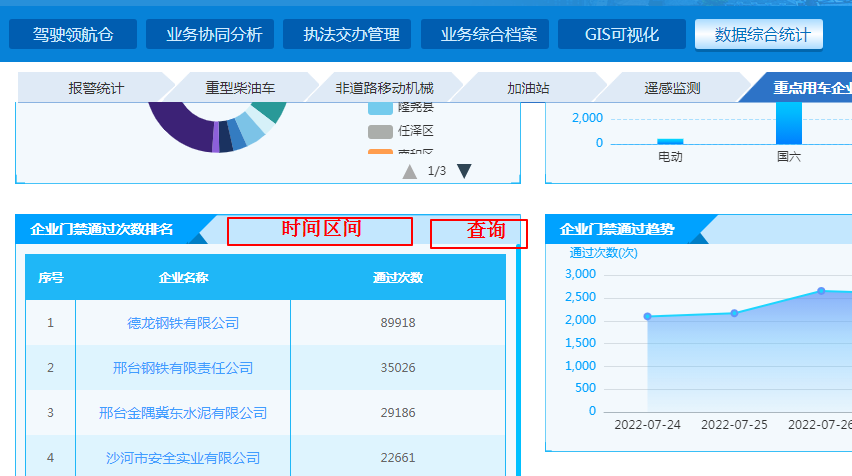 驾驶领航仓 业务协同分析 执法交办管理 业务综合档案 GIS可视化 数据综合统计
报警统计 重型柴油车 非道路移动机械 加油站 遥感监测 重点用车企业
隆尧县
任泽区
南和区
1/3
2,000
0
电动 国六
企业门禁通过次数排名 时间区间 查询
序号 企业名称 通过次数
1 德龙钢铁有限公司 89918
2 邢台钢铁有限责任公司 35026
3 邢台金隅冀东水泥有限公司 29186
4 沙河市安全实业有限公司 22661
企业门禁通过趋势
通过次数(次)
3,000
2,500
2,000
1,500
1,000
500
0
2022-07-24 2022-07-25 2022-07-26